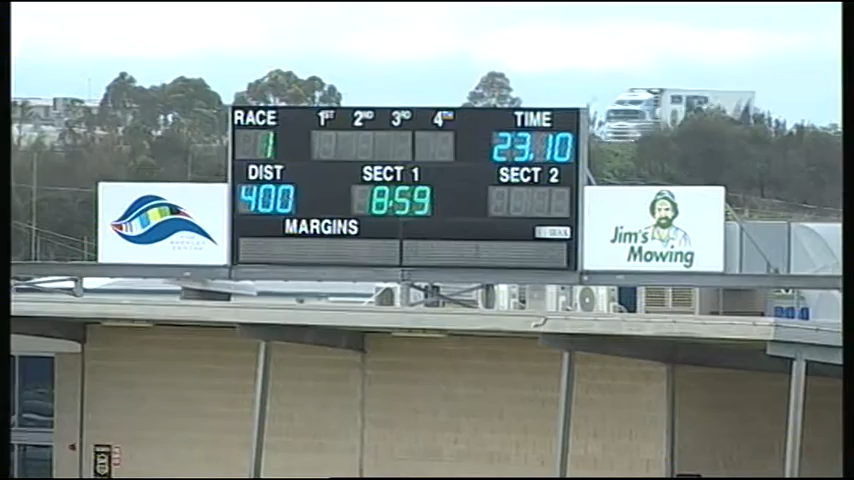 RACE 1ST 2ND 3RD 4TH TIME
1 23.10
DIST SECT 1 SECT 2
400 8:59
MARGINS
Jim's
Mowing